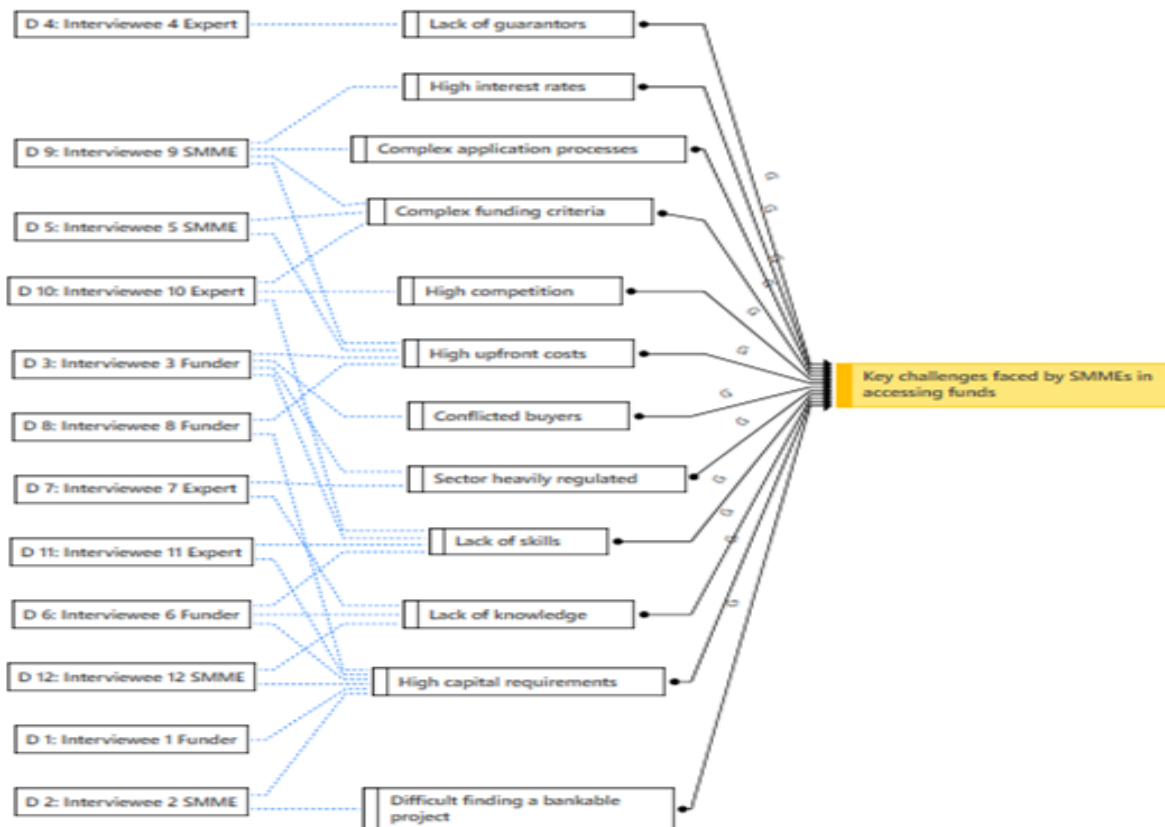 D 4: Interviewee 4 Expert
Lack of guarantors
High interest rates
D 9: Interviewee 9 SMME
Complex application processes
G
D 5: Interviewee 5 SMME
Complex funding criteria
G
G
D 10: Interviewee 10 Expert
High competition
G
G
D 3: Interviewee 3 Funder
High upfront costs
G
Key challenges faced by SMMEs in
accessing funds
D 8: Interviewee 8 Funder
Conflicted buyers
G
G
D 7: Interviewee 7 Expert
Sector heavily regulated
G
D 11: Interviewee 11 Expert
Lack of skills
G
G
D 6: Interviewee 6 Funder
Lack of knowledge
G
D 12: Interviewee 12 SMME
High capital requirements
D 1: Interviewee 1 Funder
D 2: Interviewee 2 SMME
Difficult finding a bankable
project